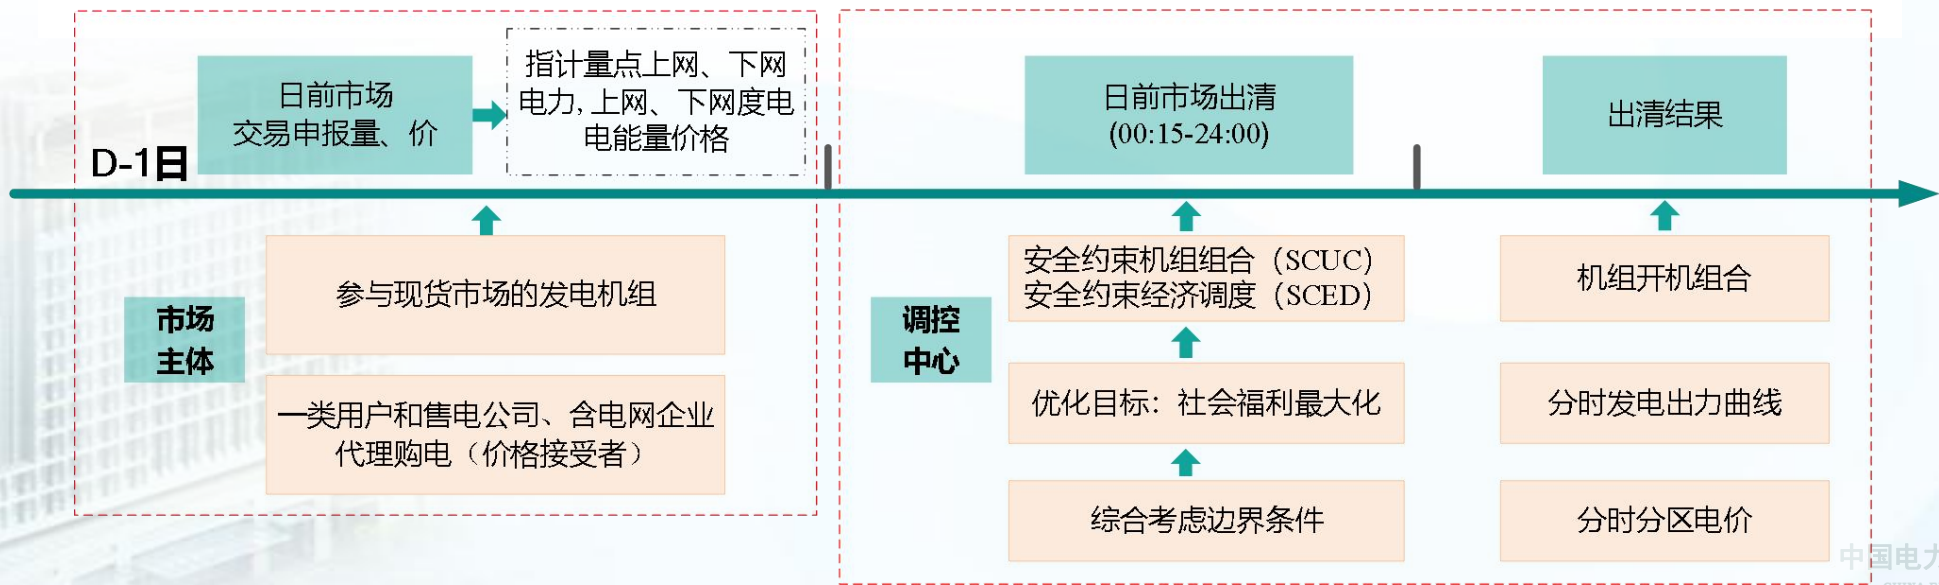 日前市场
交易申报量、价
指计量点上网、下网
电力,上网、下网度电
电能量价格
日前市场出清
(00:15-24:00)
出清结果
D-1日
市场
主体
参与现货市场的发电机组
一类用户和售电公司、含电网企业
代理购电（价格接受者）
调控
中心
安全约束机组组合（SCUC）
安全约束经济调度（SCED）
优化目标：社会福利最大化
综合考虑边界条件
机组开机组合
分时发电出力曲线
分时分区电价
中国电力